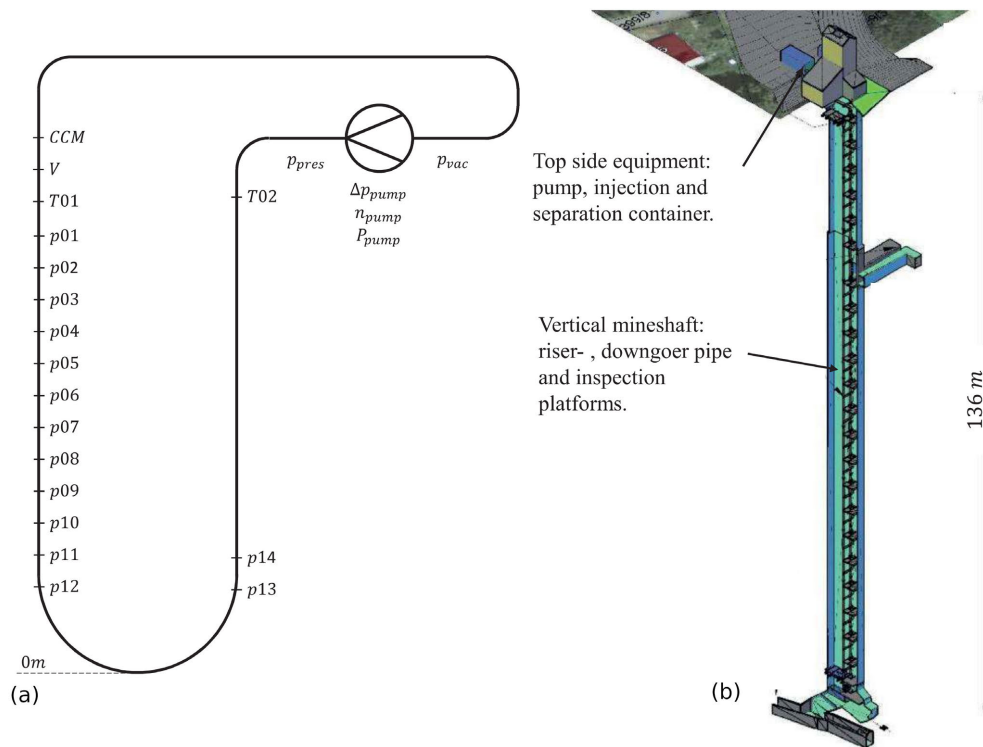 CCM
V
T01
p01
p02
p03
p04
p05
p06
p07
p08
p09
p10
p11
p12
0m
(a)
p_pres
p_vac
Δp_pump
n_pump
P_pump
T02
p14
p13
Top side equipment:
pump, injection and
separation container.
Vertical mineshaft:
riser- , downgoer pipe
and inspection
platforms.
136 m
(b)